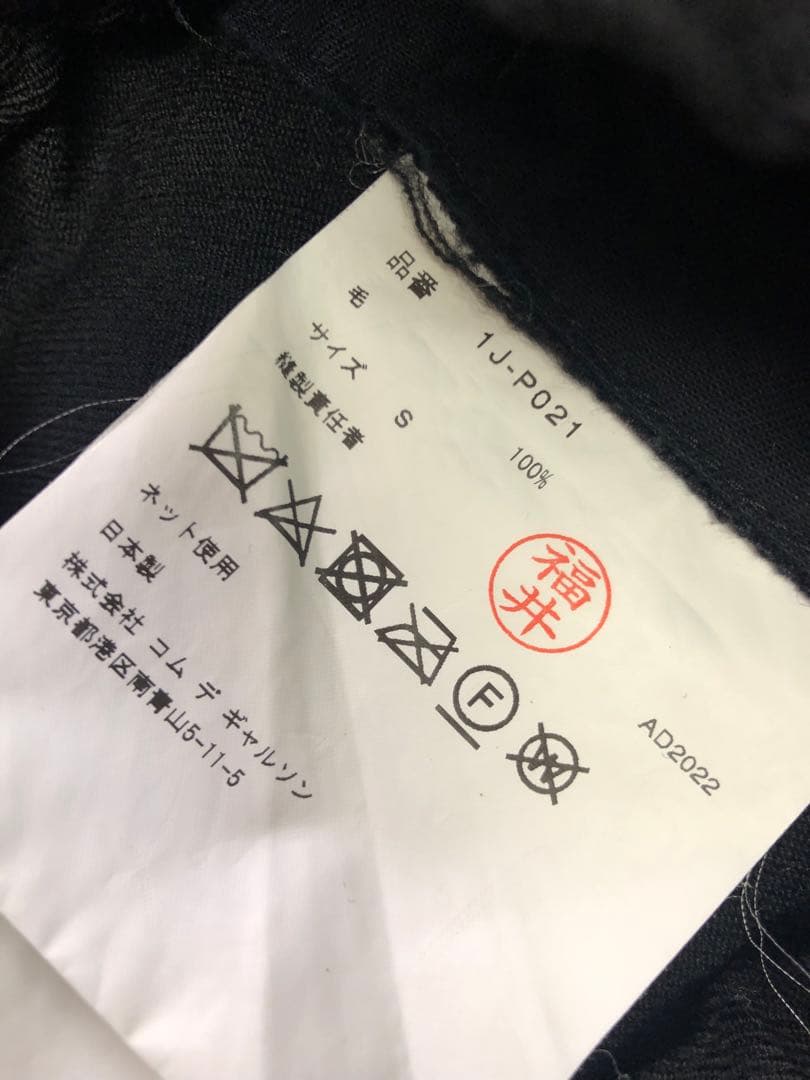 品番 1J-P021
毛 100%
サイズ S
縫製責任者 福井
F
W
ネット使用
日本製
株式会社 コム デ ギャルソン
東京都港区南青山5-11-5
AD2022